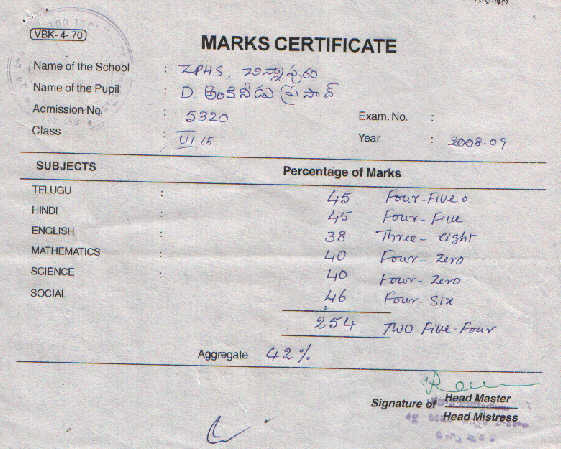 VBK-4-70
MARKS CERTIFICATE
Name of the School : ZPHS,
Name of the Pupil : D అంకినీడు ప్రసాద్
Admission No. : 5320 Exam. No. :
Class : VI Year : 2008-09
SUBJECTS Percentage of Marks
TELUGU : 45 Four-Five
HINDI : 45 Four-Five
ENGLISH : 38 Three-eight
MATHEMATICS : 40 Four-Zero
SCIENCE : 40 Four-Zero
SOCIAL 46 Four Six
254 TWO Five-Four
Aggregate 42%
Signature of Head Master
Head Mistress